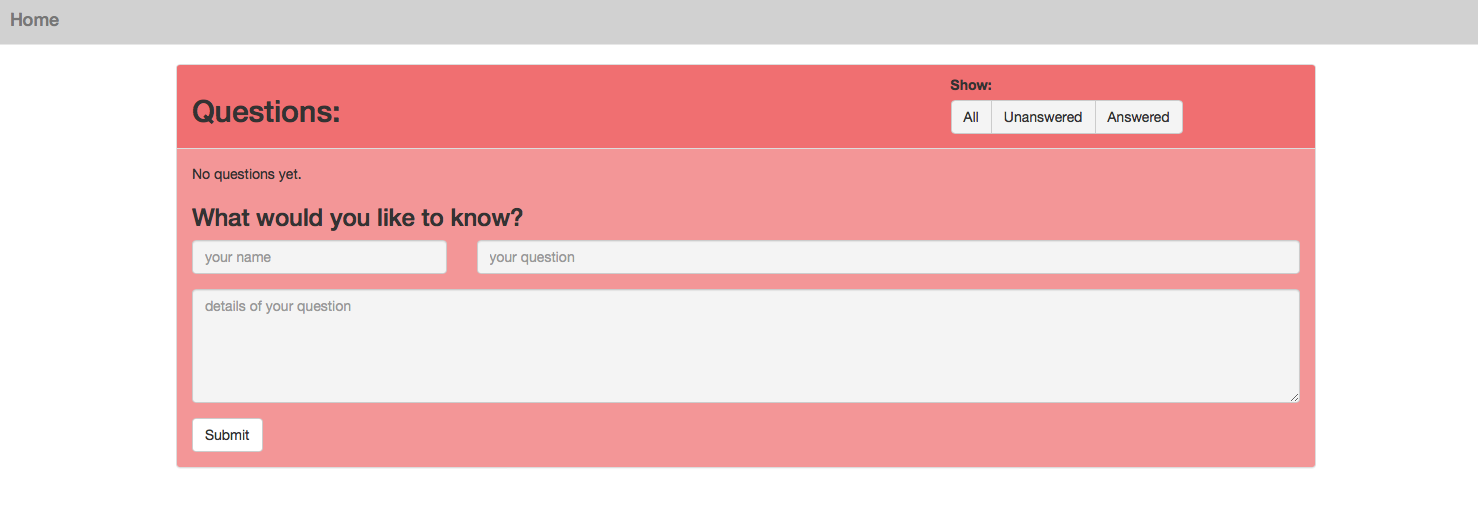 Home
Questions:
Show:
All Unanswered Answered
No questions yet.
What would you like to know?
your name your question
details of your question
Submit